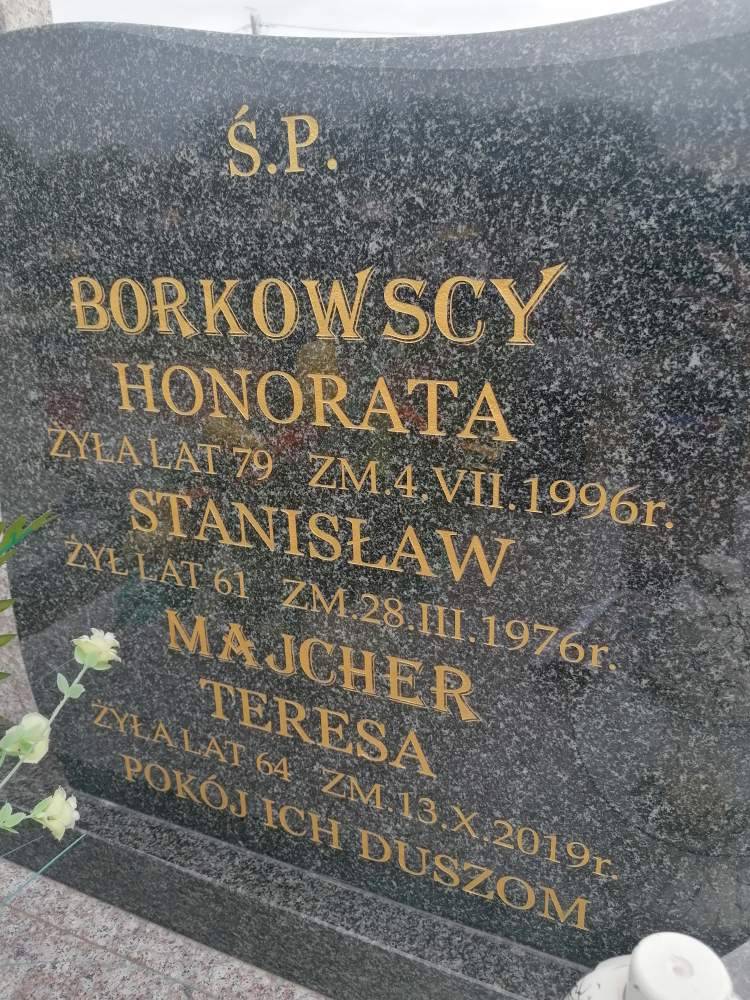 Ś.P.
BORKOWSCY
HONORATA
ŻYŁA LAT 79 ZM.4.VII.1996r.
STANISŁAW
ŻYŁ LAT 61 ZM.28.III.1976r.
MAJCHER
TERESA
ŻYŁA LAT 64 ZM.13.X.2019r.
POKÓJ ICH DUSZOM